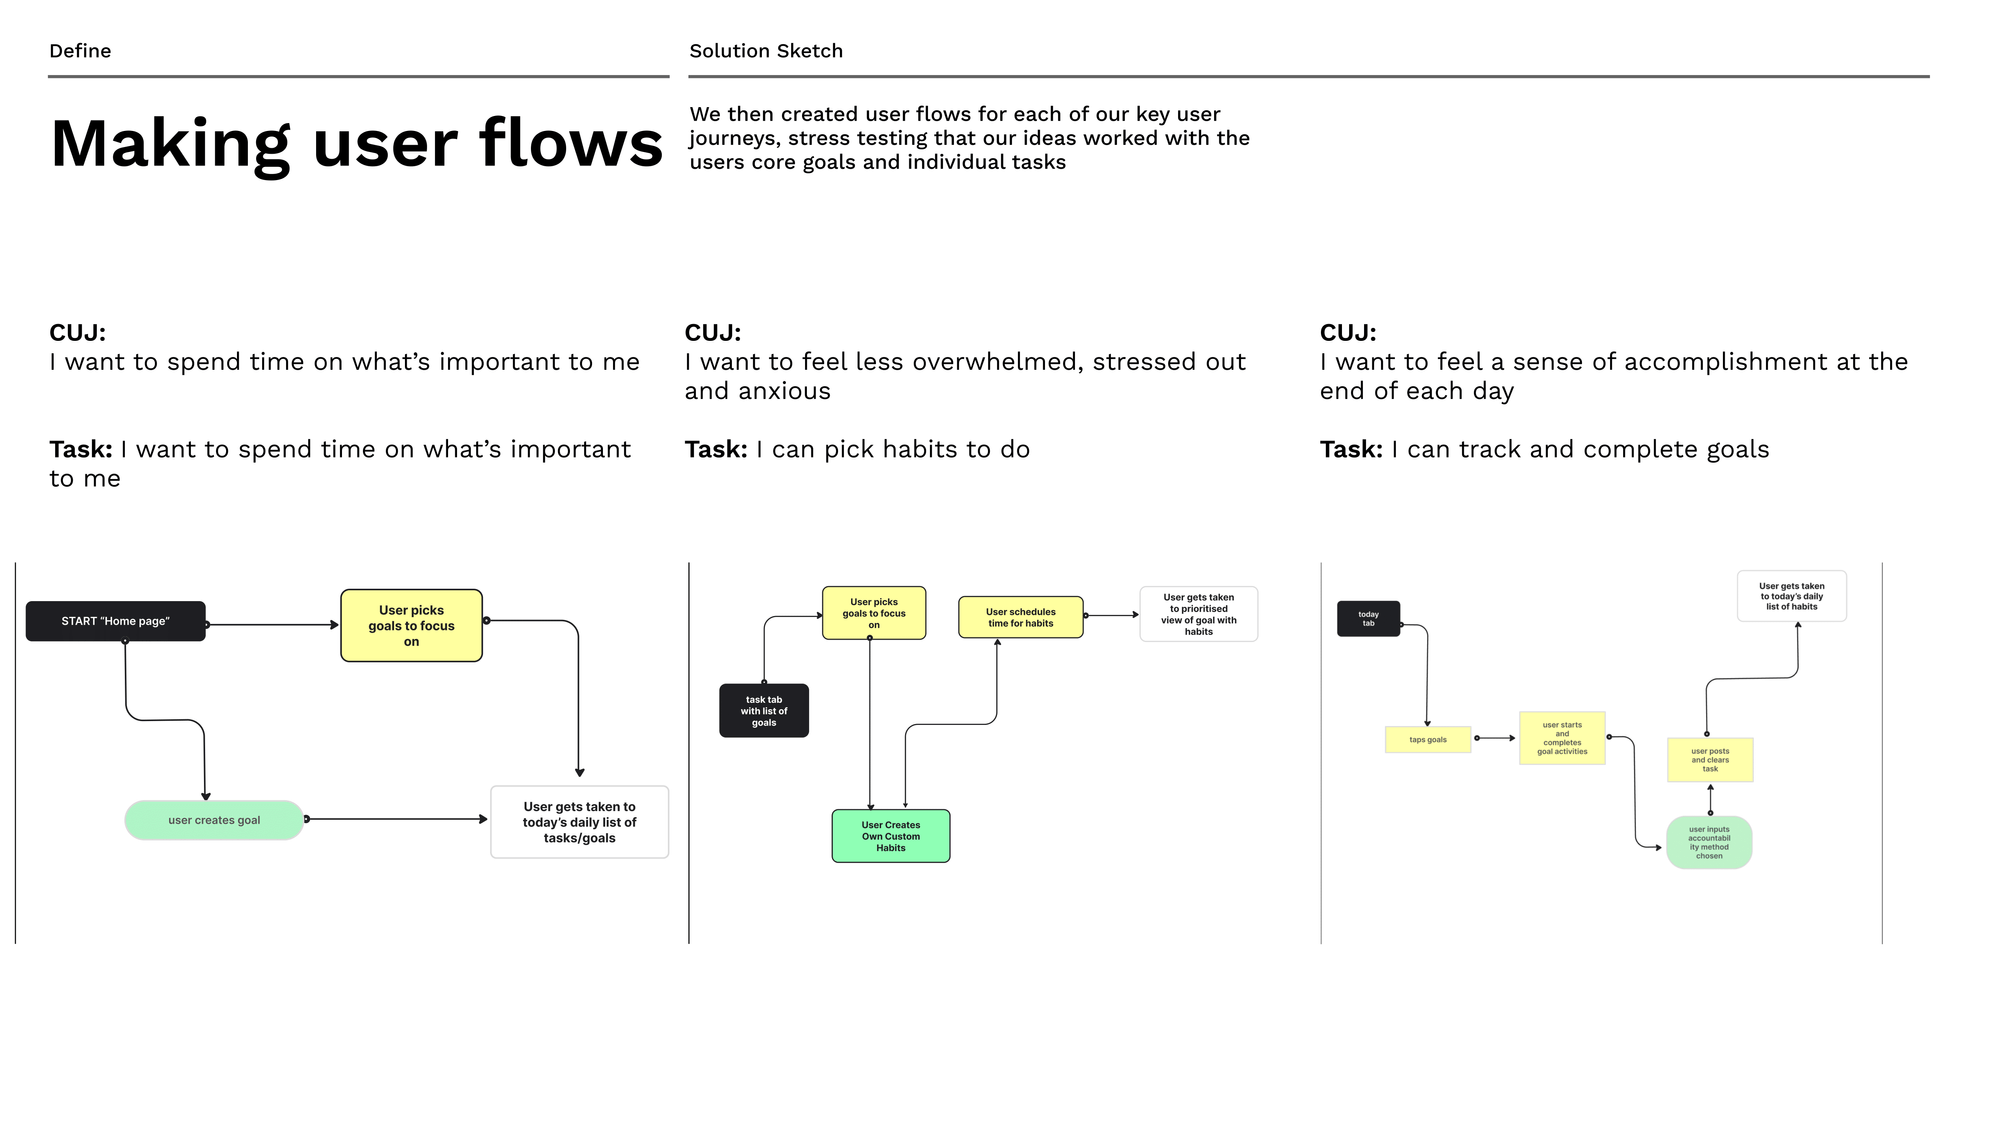 Define
Solution Sketch
Making user flows
We then created user flows for each of our key user
journeys, stress testing that our ideas worked with the
users core goals and individual tasks
CUJ:
I want to spend time on what’s important to me
Task: I want to spend time on what’s important
to me
CUJ:
I want to feel less overwhelmed, stressed out
and anxious
Task: I can pick habits to do
CUJ:
I want to feel a sense of accomplishment at the
end of each day
Task: I can track and complete goals
START “Home page”
User picks
goals to focus
on
user creates goal
User gets taken to
today’s daily list of
tasks/goals
task tab
with list of
goals
User picks
goals to focus
on
User Creates
Own Custom
Habits
User schedules
time for habits
User gets taken
to prioritised
view of goal with
habits
today
tab
taps goals
user starts
and
completes
goal activities
user inputs
accountabil
ity method
chosen
user posts
and clears
task
User gets taken
to today’s daily
list of habits